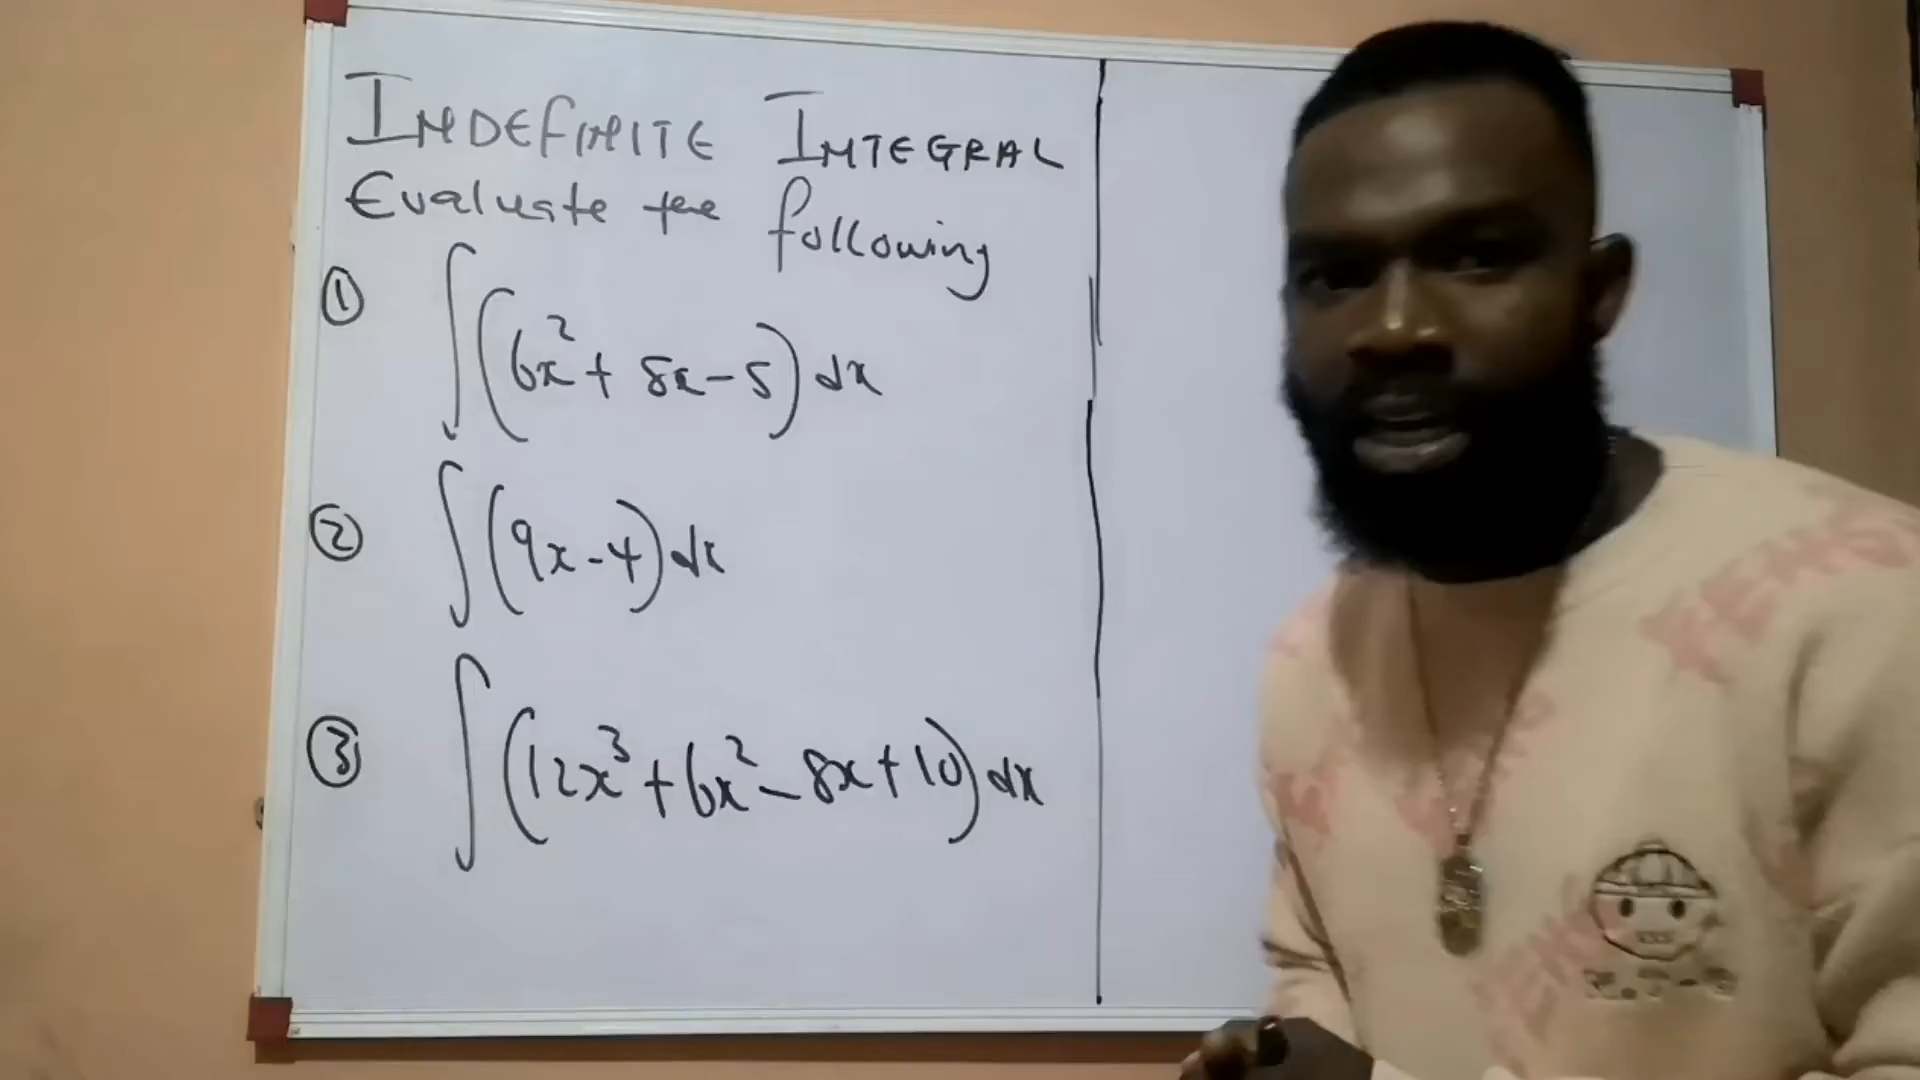 INDEFINITE INTEGRAL
Evaluate the following
① ∫(6x² + 8x - 5) dx
② ∫(9x - 4) dx
③ ∫(12x³ + 6x² - 8x + 10) dx